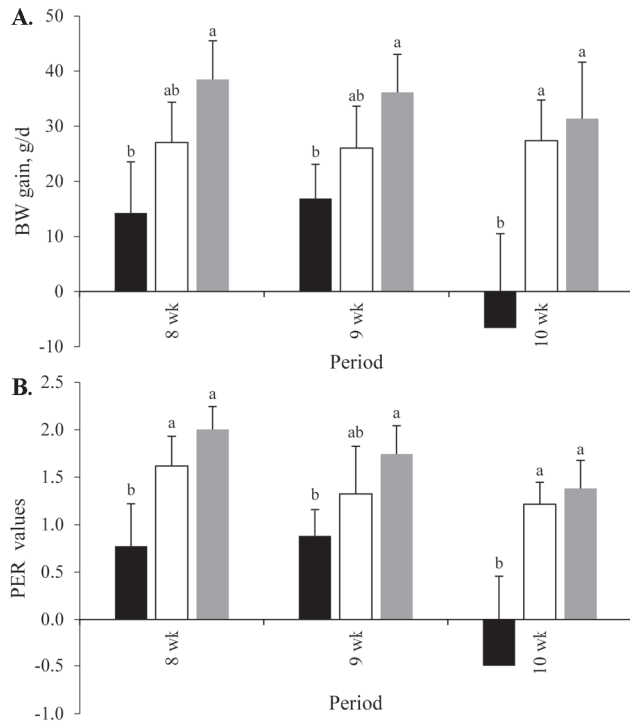 A.
BW gain, g/d
50
40
30
20
10
0
-10
b
ab
a
b
ab
a
b
a
a
8 wk
9 wk
10 wk
Period
B.
PER values
2.5
2.0
1.5
1.0
0.5
0.0
-0.5
-1.0
b
a
a
b
ab
a
b
a
a
8 wk
9 wk
10 wk
Period